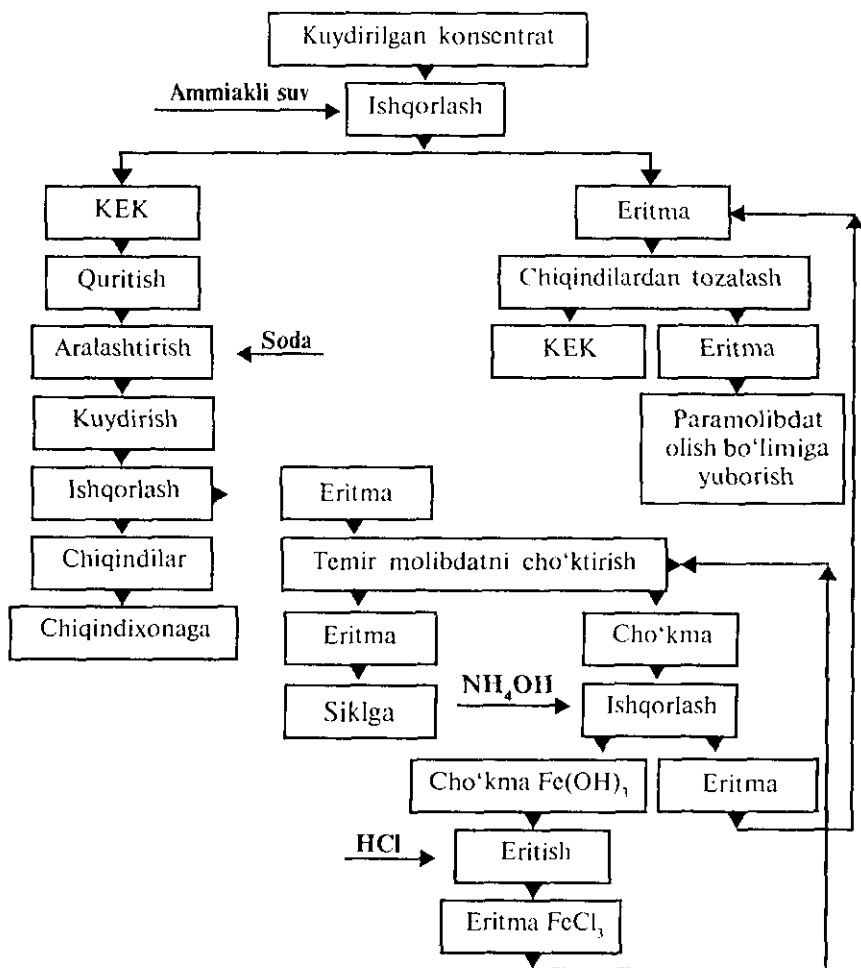 Kuydirilgan konsentrat
Ammiakli suv
Ishqorlash
KEK
Eritma
Quritish
Chiqindilardan tozalash
Aralashtirish
Soda
KEK
Eritma
Kuydirish
Paramolibdat
olish bo‘limiga
yuborish
Ishqorlash
Eritma
Chiqindilar
Temir molibdatni cho‘ktirish
Chiqindixonaga
Eritma
Cho‘kma
Siklga
NH₄OH
Ishqorlash
Cho‘kma Fe(OH)₃
Eritma
HCl
Eritish
Eritma FeCl₃